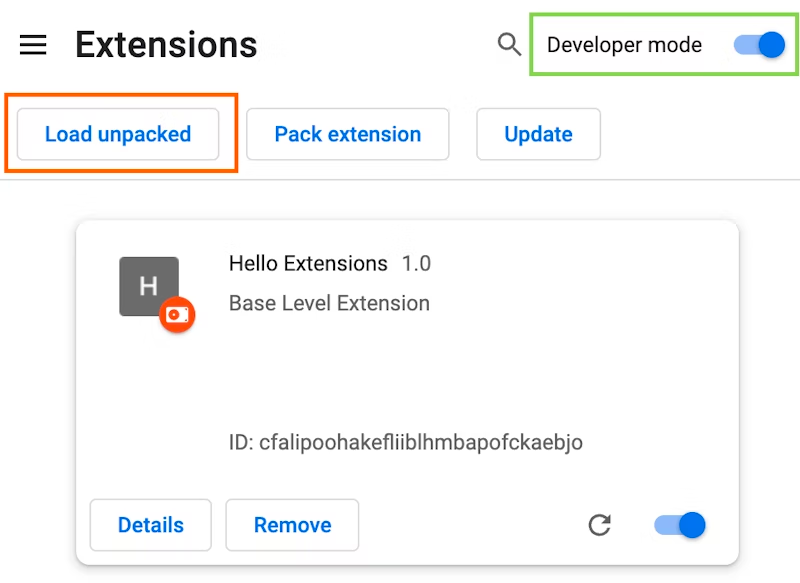 Extensions
Developer mode
Load unpacked Pack extension Update
H
Hello Extensions 1.0
Base Level Extension
ID: cfalipoohakefliiblhmbapofckaebjo
Details Remove